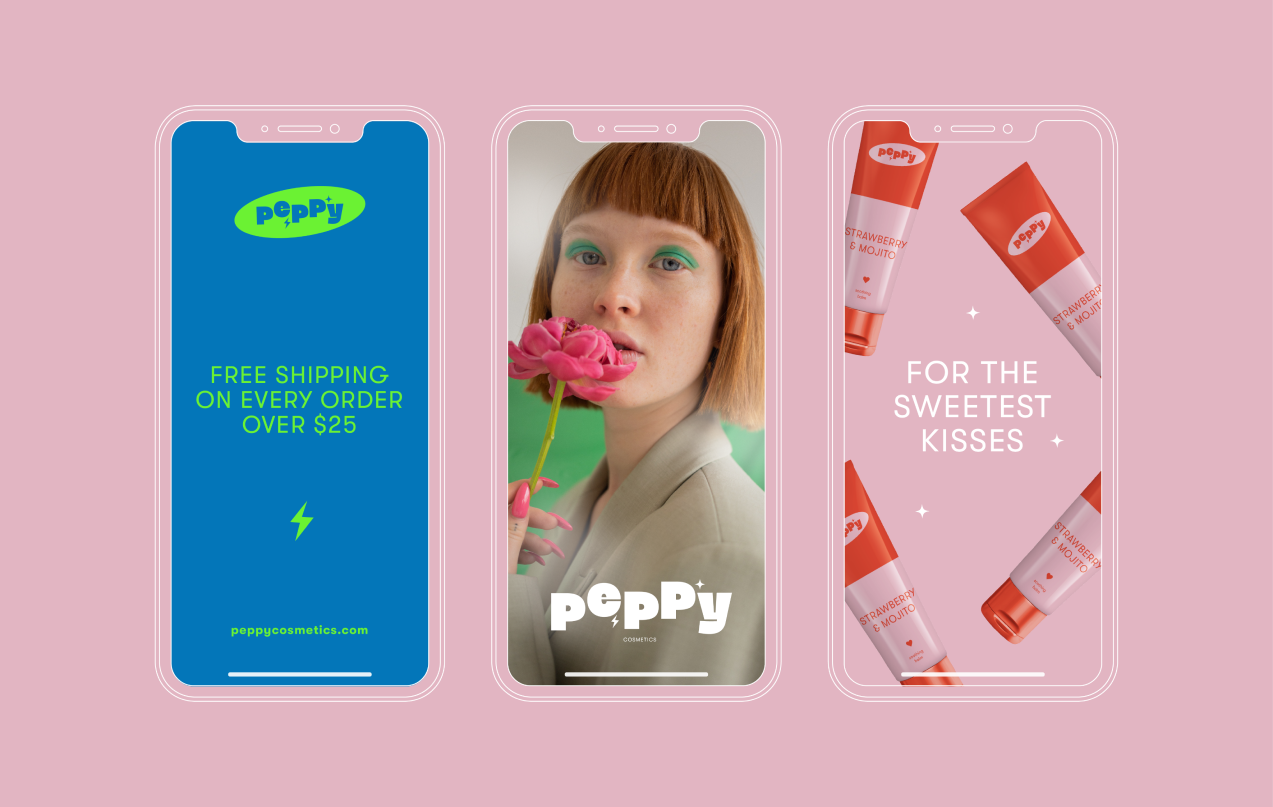 peppy
FREE SHIPPING
ON EVERY ORDER
OVER $25
peppycosmetics.com
peppy
COSMETICS
peppy
STRAWBERRY
& MOJITO
peppy
STRAWBERRY
& MOJITO
FOR THE
SWEETEST
KISSES
peppy
STRAWBERRY
& MOJITO
STRAWBERRY
& MOJITO